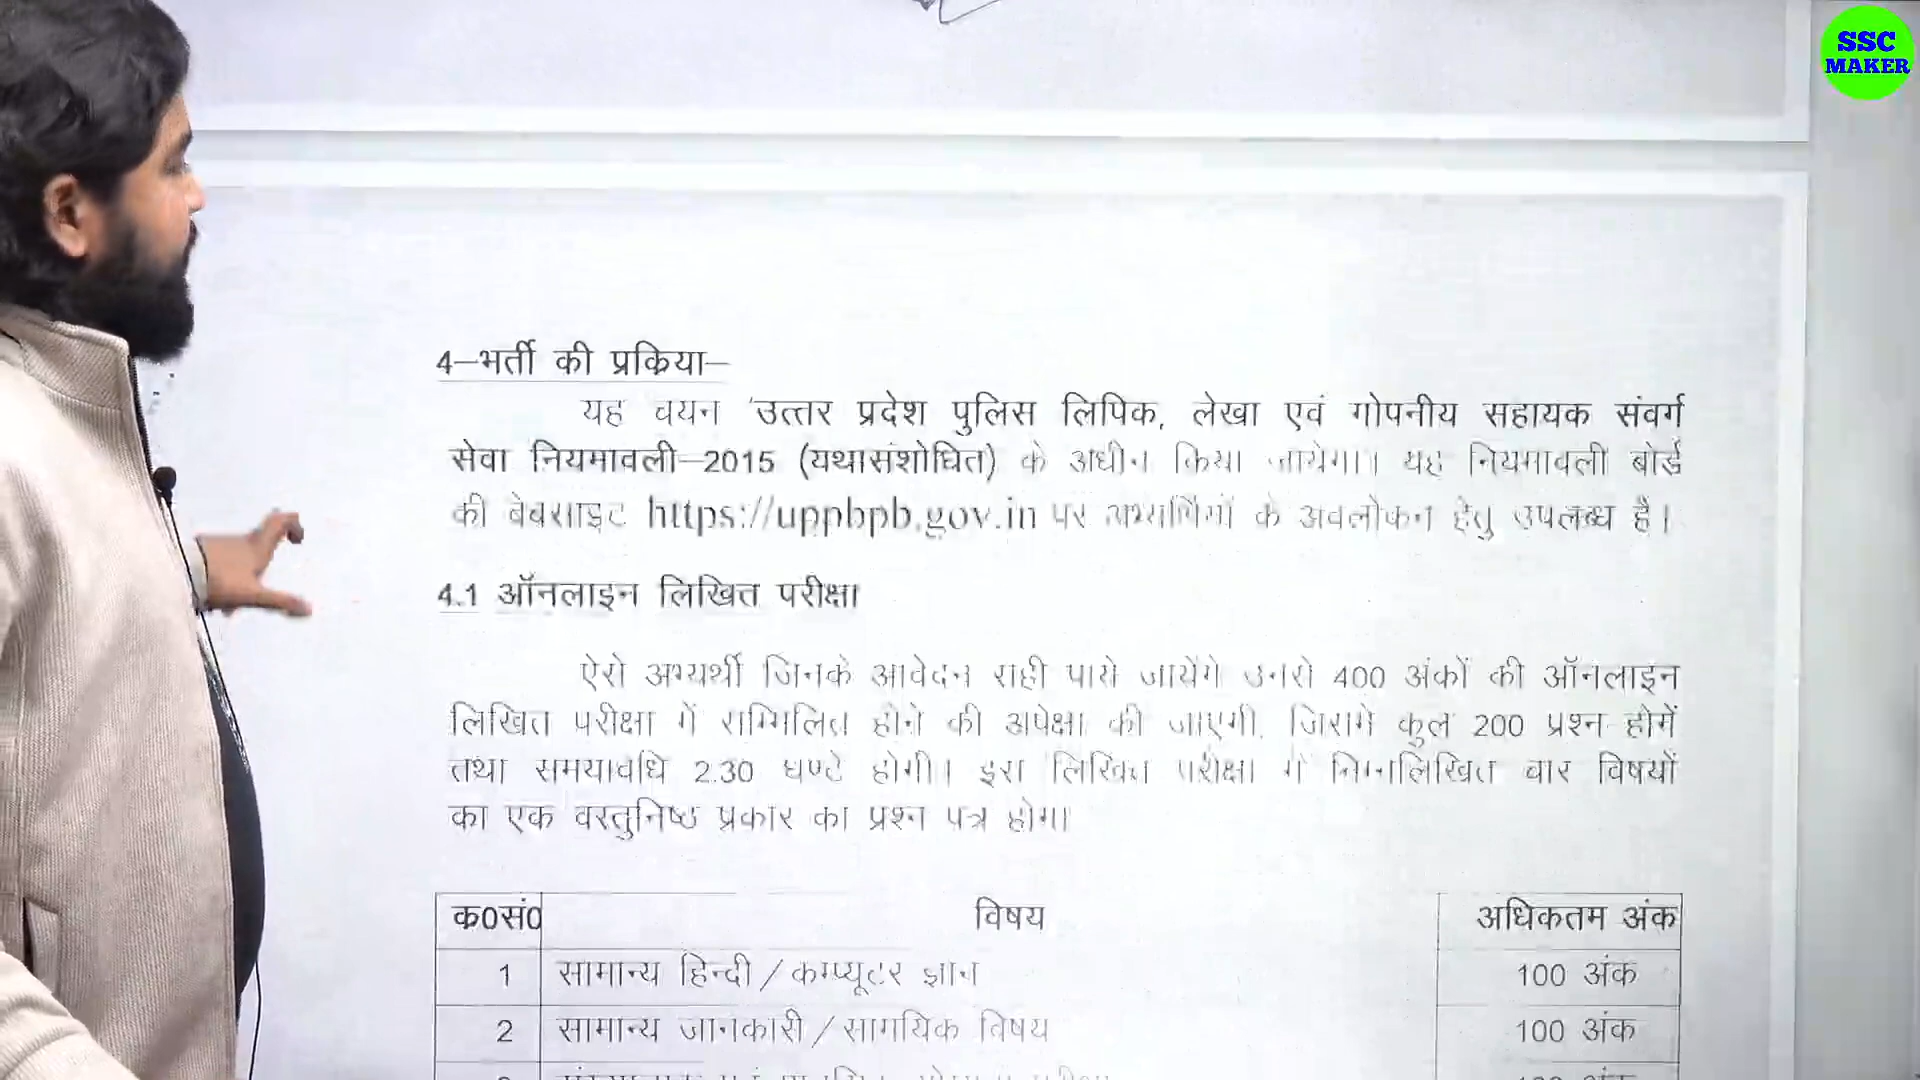 SSC
MAKER
4–भर्ती की प्रक्रिया–
यह चयन 'उत्तर प्रदेश पुलिस लिपिक, लेखा एवं गोपनीय सहायक संवर्ग
सेवा नियमावली–2015 (यथासंशोधित) के अधीन किया जायेगा। यह नियमावली बोर्ड
की वेबसाइट https://uppbpb.gov.in पर अभ्यर्थियों के अवलोकन हेतु उपलब्ध है।
4.1 ऑनलाइन लिखित परीक्षा
ऐसे अभ्यर्थी जिनके आवेदन सही पाये जायेंगे उनसे 400 अंकों की ऑनलाइन
लिखित परीक्षा में सम्मिलित होने की अपेक्षा की जाएगी, जिसमें कुल 200 प्रश्न होगें
तथा समयावधि 2.30 घण्टे होगी। इस लिखित परीक्षा में निम्नलिखित चार विषयों
का एक वस्तुनिष्ठ प्रकार का प्रश्न पत्र होगा
क0सं0 विषय अधिकतम अंक
1 सामान्य हिन्दी/कम्प्यूटर ज्ञान 100 अंक
2 सामान्य जानकारी/सामयिक विषय 100 अंक